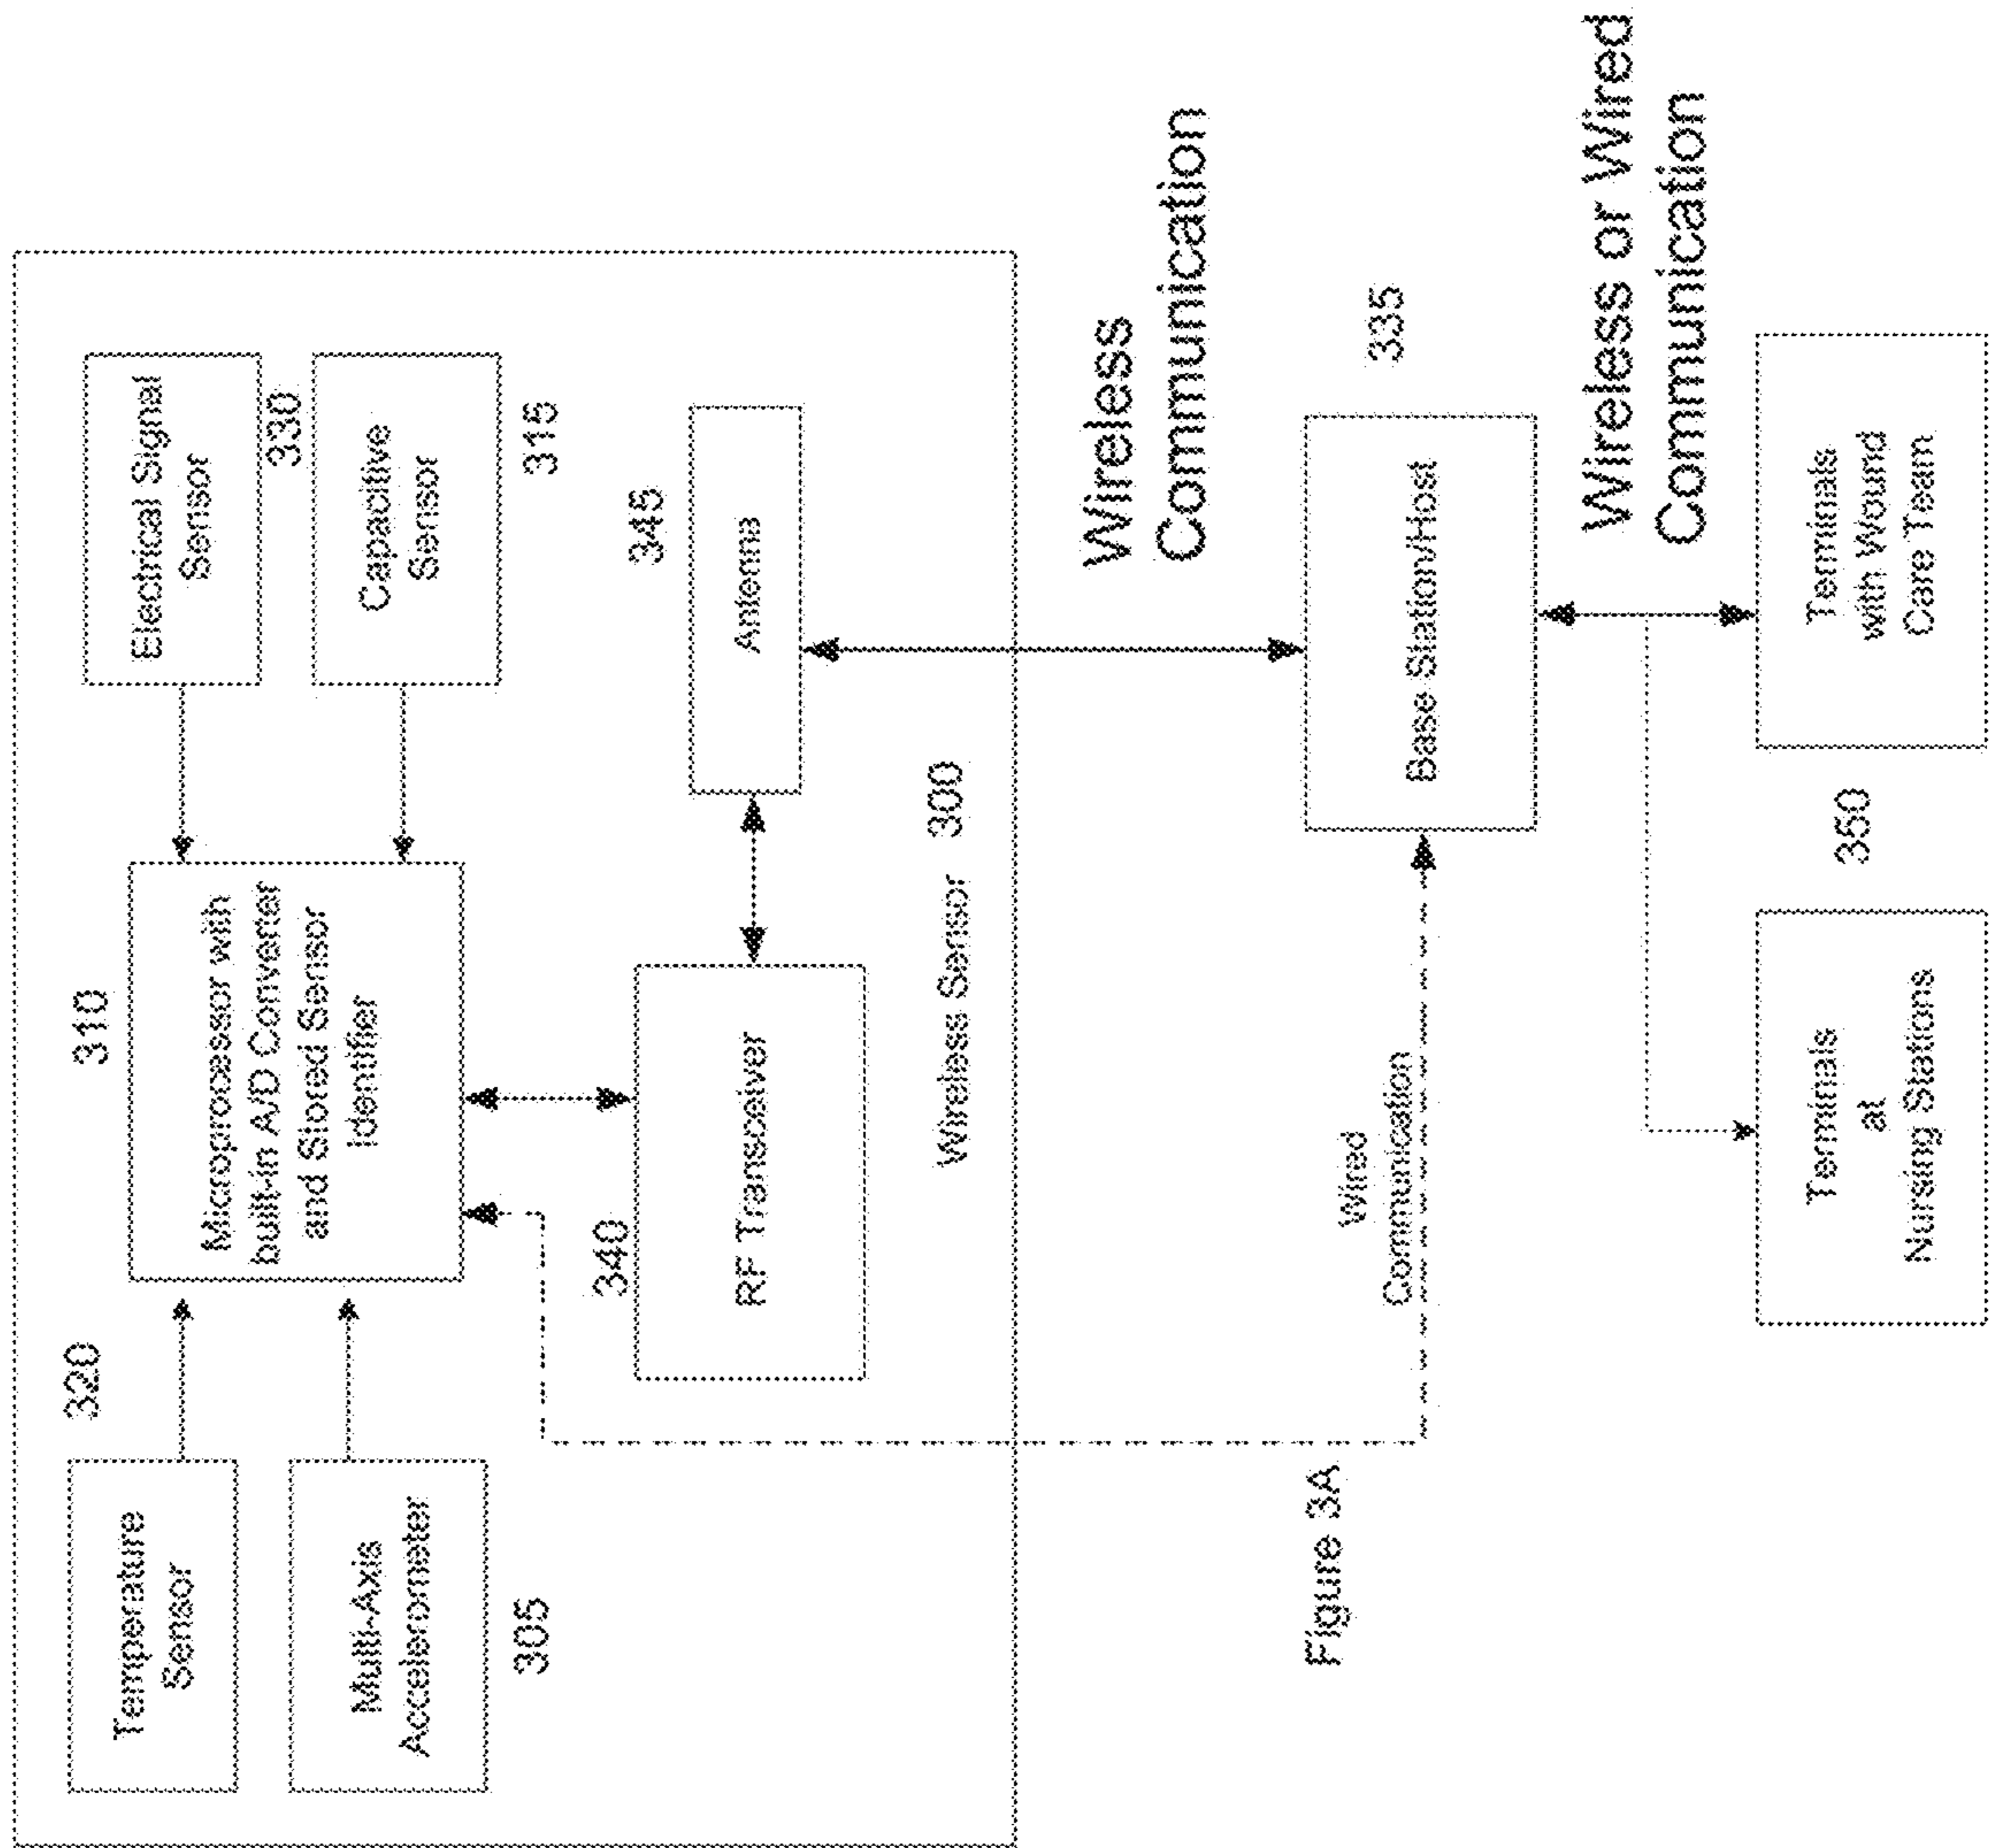 320
310
Temperature
Sensor
Microprocessor with
built-in A/D Converter
and Stored Sensor
Identifier
Electrical Signal
Sensor
330
Multi-Axis
Accelerometer
305
Capacitive
Sensor
315
340
345
RF Transceiver
Antenna
Wireless Sensor 300
Wireless
Communication
Figure 3A
Wired
Communication
Base Station/Host
335
Wireless or Wired
Communication
Terminals
at
Nursing Stations
350
Terminals
with Wound
Care Team